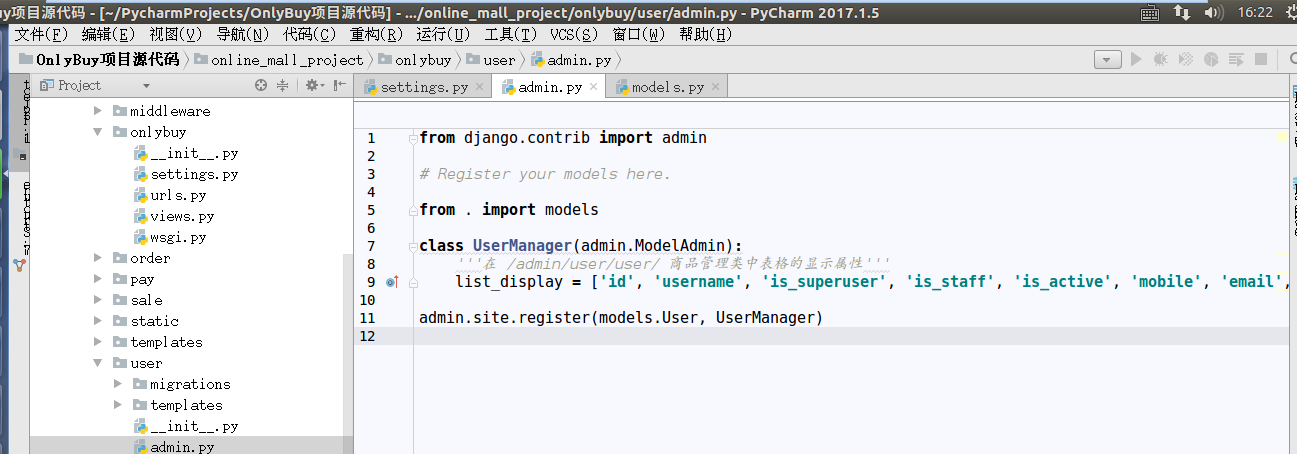 y项目源代码 - [~/PycharmProjects/OnlyBuy项目源代码] - .../online_mall_project/onlybuy/user/admin.py - PyCharm 2017.1.5
16:22
文件(F) 编辑(E) 视图(V) 导航(N) 代码(C) 重构(R) 运行(U) 工具(T) VCS(S) 窗口(W) 帮助(H)
OnlyBuy项目源代码 online_mall_project onlybuy user admin.py
Project
settings.py admin.py models.py
middleware
onlybuy
__init__.py
settings.py
urls.py
views.py
wsgi.py
order
pay
sale
static
templates
user
migrations
templates
__init__.py
admin.py
1 from django.contrib import admin
2
3 # Register your models here.
4
5 from . import models
6
7 class UserManager(admin.ModelAdmin):
8 '''在 /admin/user/user/ 商品管理类中表格的显示属性'''
9 list_display = ['id', 'username', 'is_superuser', 'is_staff', 'is_active', 'mobile', 'email',
10
11 admin.site.register(models.User, UserManager)
12